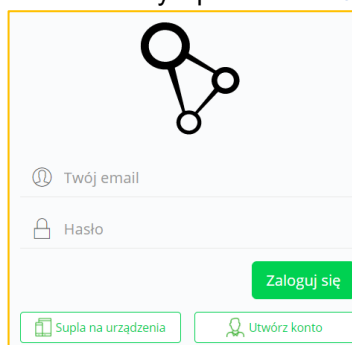 Twój email
Hasło
Zaloguj się
Supla na urządzenia
Utwórz konto